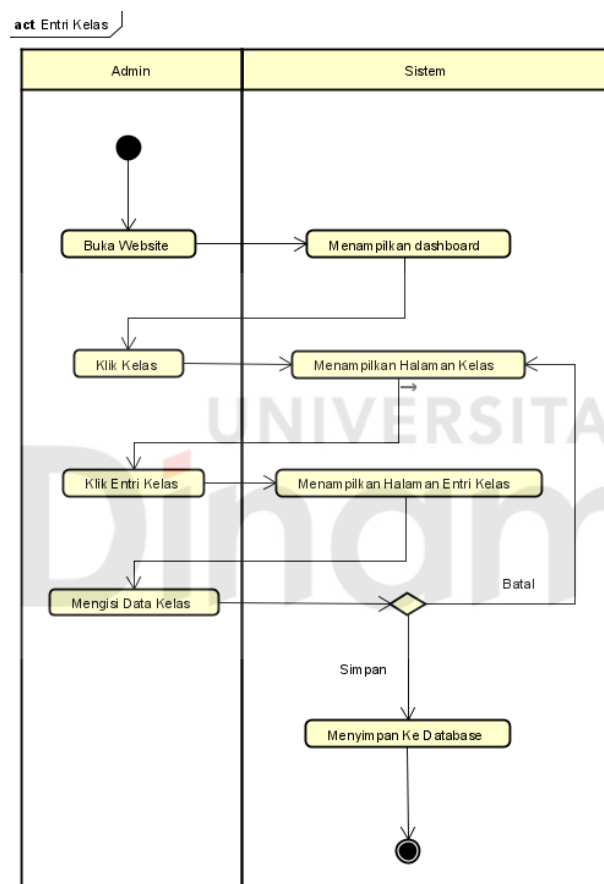 act Entri Kelas
Admin
Sistem
Buka Website
Menampilkan dashboard
Klik Kelas
Menampilkan Halaman Kelas
UNIVERSITA
Dinam
Klik Entri Kelas
Menampilkan Halaman Entri Kelas
Batal
Mengisi Data Kelas
Simpan
Menyimpan Ke Database